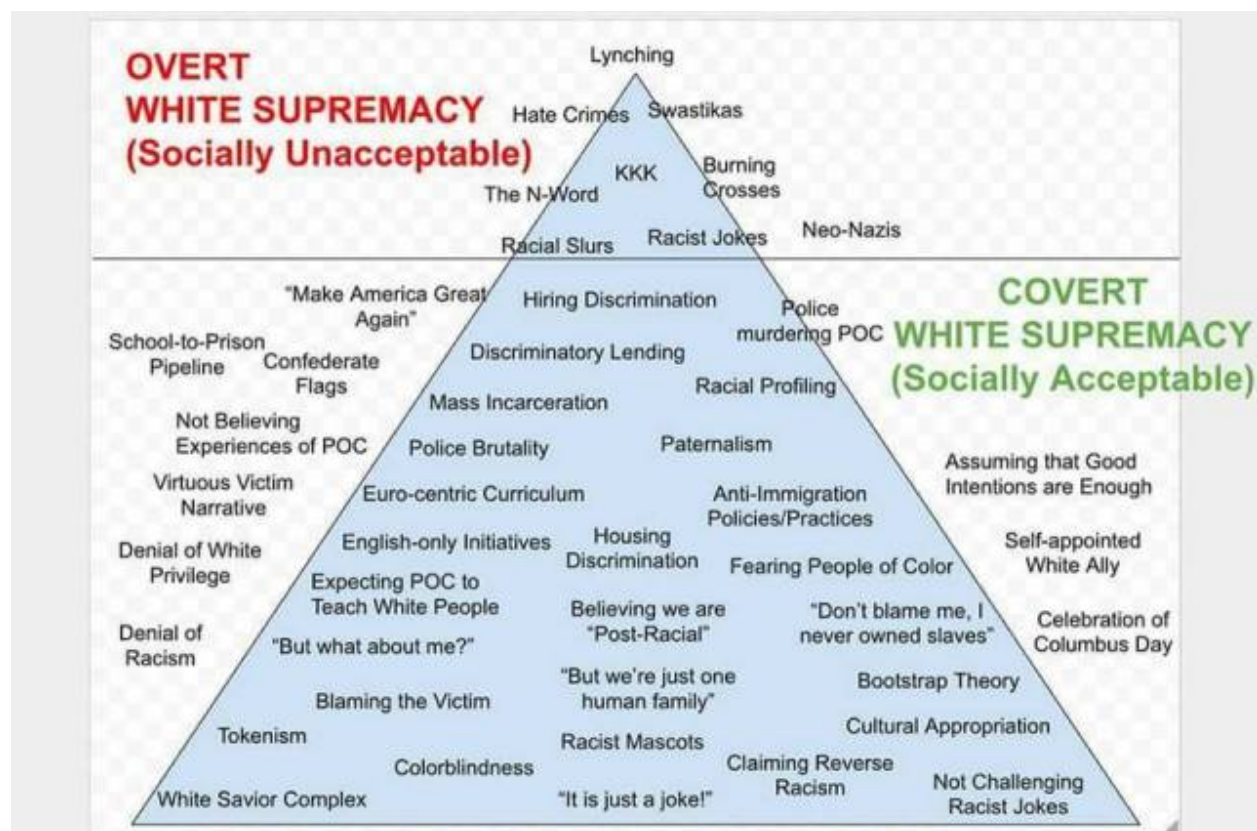 OVERT
WHITE SUPREMACY
(Socially Unacceptable)
Lynching
Hate Crimes
Swastikas
KKK
Burning
Crosses
The N-Word
Racial Slurs
Racist Jokes
Neo-Nazis
COVERT
WHITE SUPREMACY
(Socially Acceptable)
"Make America Great
Again"
Hiring Discrimination
Police
murdering POC
School-to-Prison
Pipeline
Confederate
Flags
Discriminatory Lending
Racial Profiling
Mass Incarceration
Not Believing
Experiences of POC
Police Brutality
Paternalism
Virtuous Victim
Narrative
Euro-centric Curriculum
Anti-Immigration
Policies/Practices
Assuming that Good
Intentions are Enough
Denial of White
Privilege
English-only Initiatives
Housing
Discrimination
Fearing People of Color
Self-appointed
White Ally
Expecting POC to
Teach White People
Believing we are
"Post-Racial"
"Don't blame me, I
never owned slaves"
Celebration of
Columbus Day
Denial of
Racism
"But what about me?"
"But we're just one
human family"
Bootstrap Theory
Blaming the Victim
Tokenism
Racist Mascots
Cultural Appropriation
Colorblindness
Claiming Reverse
Racism
White Savior Complex
"It is just a joke!"
Not Challenging
Racist Jokes